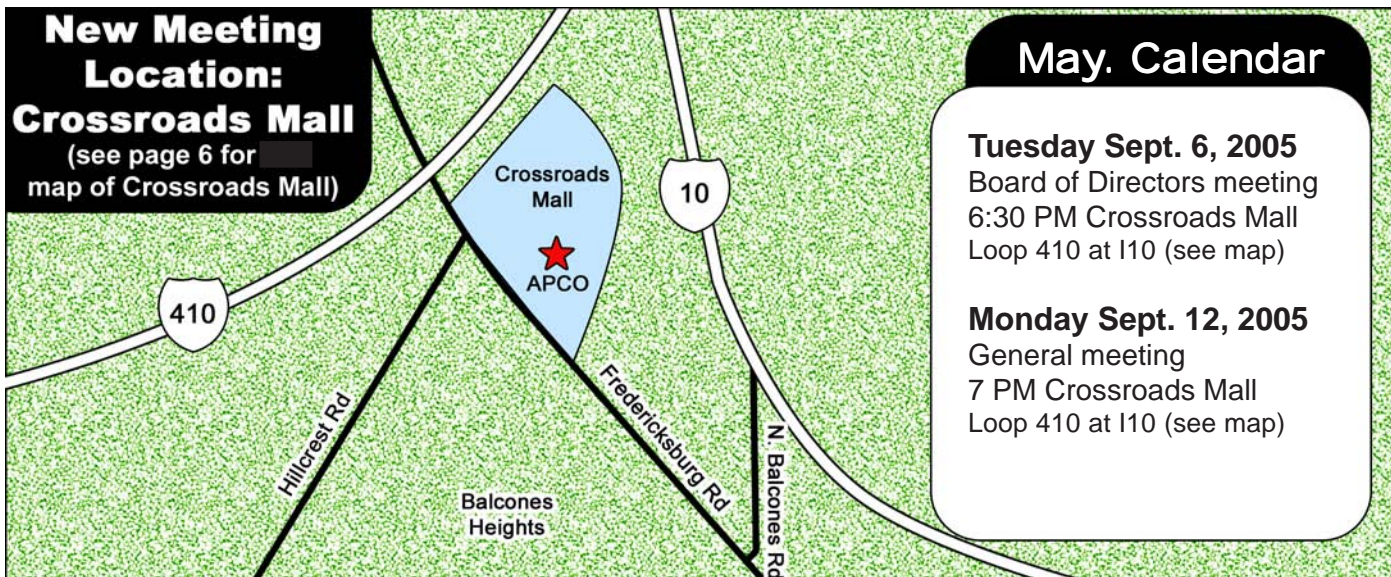 New Meeting
Location:
Crossroads Mall
(see page 6 for
map of Crossroads Mall)
May. Calendar
Tuesday Sept. 6, 2005
Board of Directors meeting
6:30 PM Crossroads Mall
Loop 410 at I10 (see map)
Monday Sept. 12, 2005
General meeting
7 PM Crossroads Mall
Loop 410 at I10 (see map)
Crossroads
Mall
APCO
10
410
Hillcrest Rd
Fredericksburg Rd
N. Balcones Rd
Balcones
Heights